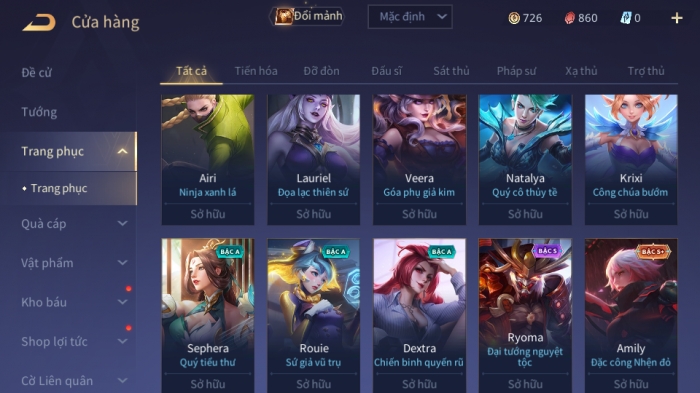 Cửa hàng
Đổi mảnh
Mặc định
726
860
0
Đề cử
Tướng
Trang phục
Trang phục
Quà cáp
Vật phẩm
Kho báu
Shop lợi tức
Cờ Liên quân
Tất cả
Tiến hóa
Đỡ đòn
Đấu sĩ
Sát thủ
Pháp sư
Xạ thủ
Trợ thủ
Airi
Ninja xanh lá
Sở hữu
Lauriel
Đọa lạc thiên sứ
Sở hữu
Veera
Góa phụ giả kim
Sở hữu
Natalya
Quý cô thủy tề
Sở hữu
Krixi
Công chúa bướm
Sở hữu
BẬC A
Sephera
Quý tiểu thư
Sở hữu
BẬC A
Rouie
Sứ giả vũ trụ
Sở hữu
BẬC A
Dextra
Chiến binh quyến rũ
Sở hữu
BẬC S
Ryoma
Đại tướng nguyệt
tộc
Sở hữu
BẬC S+
Amily
Đặc công Nhện đỏ
Sở hữu